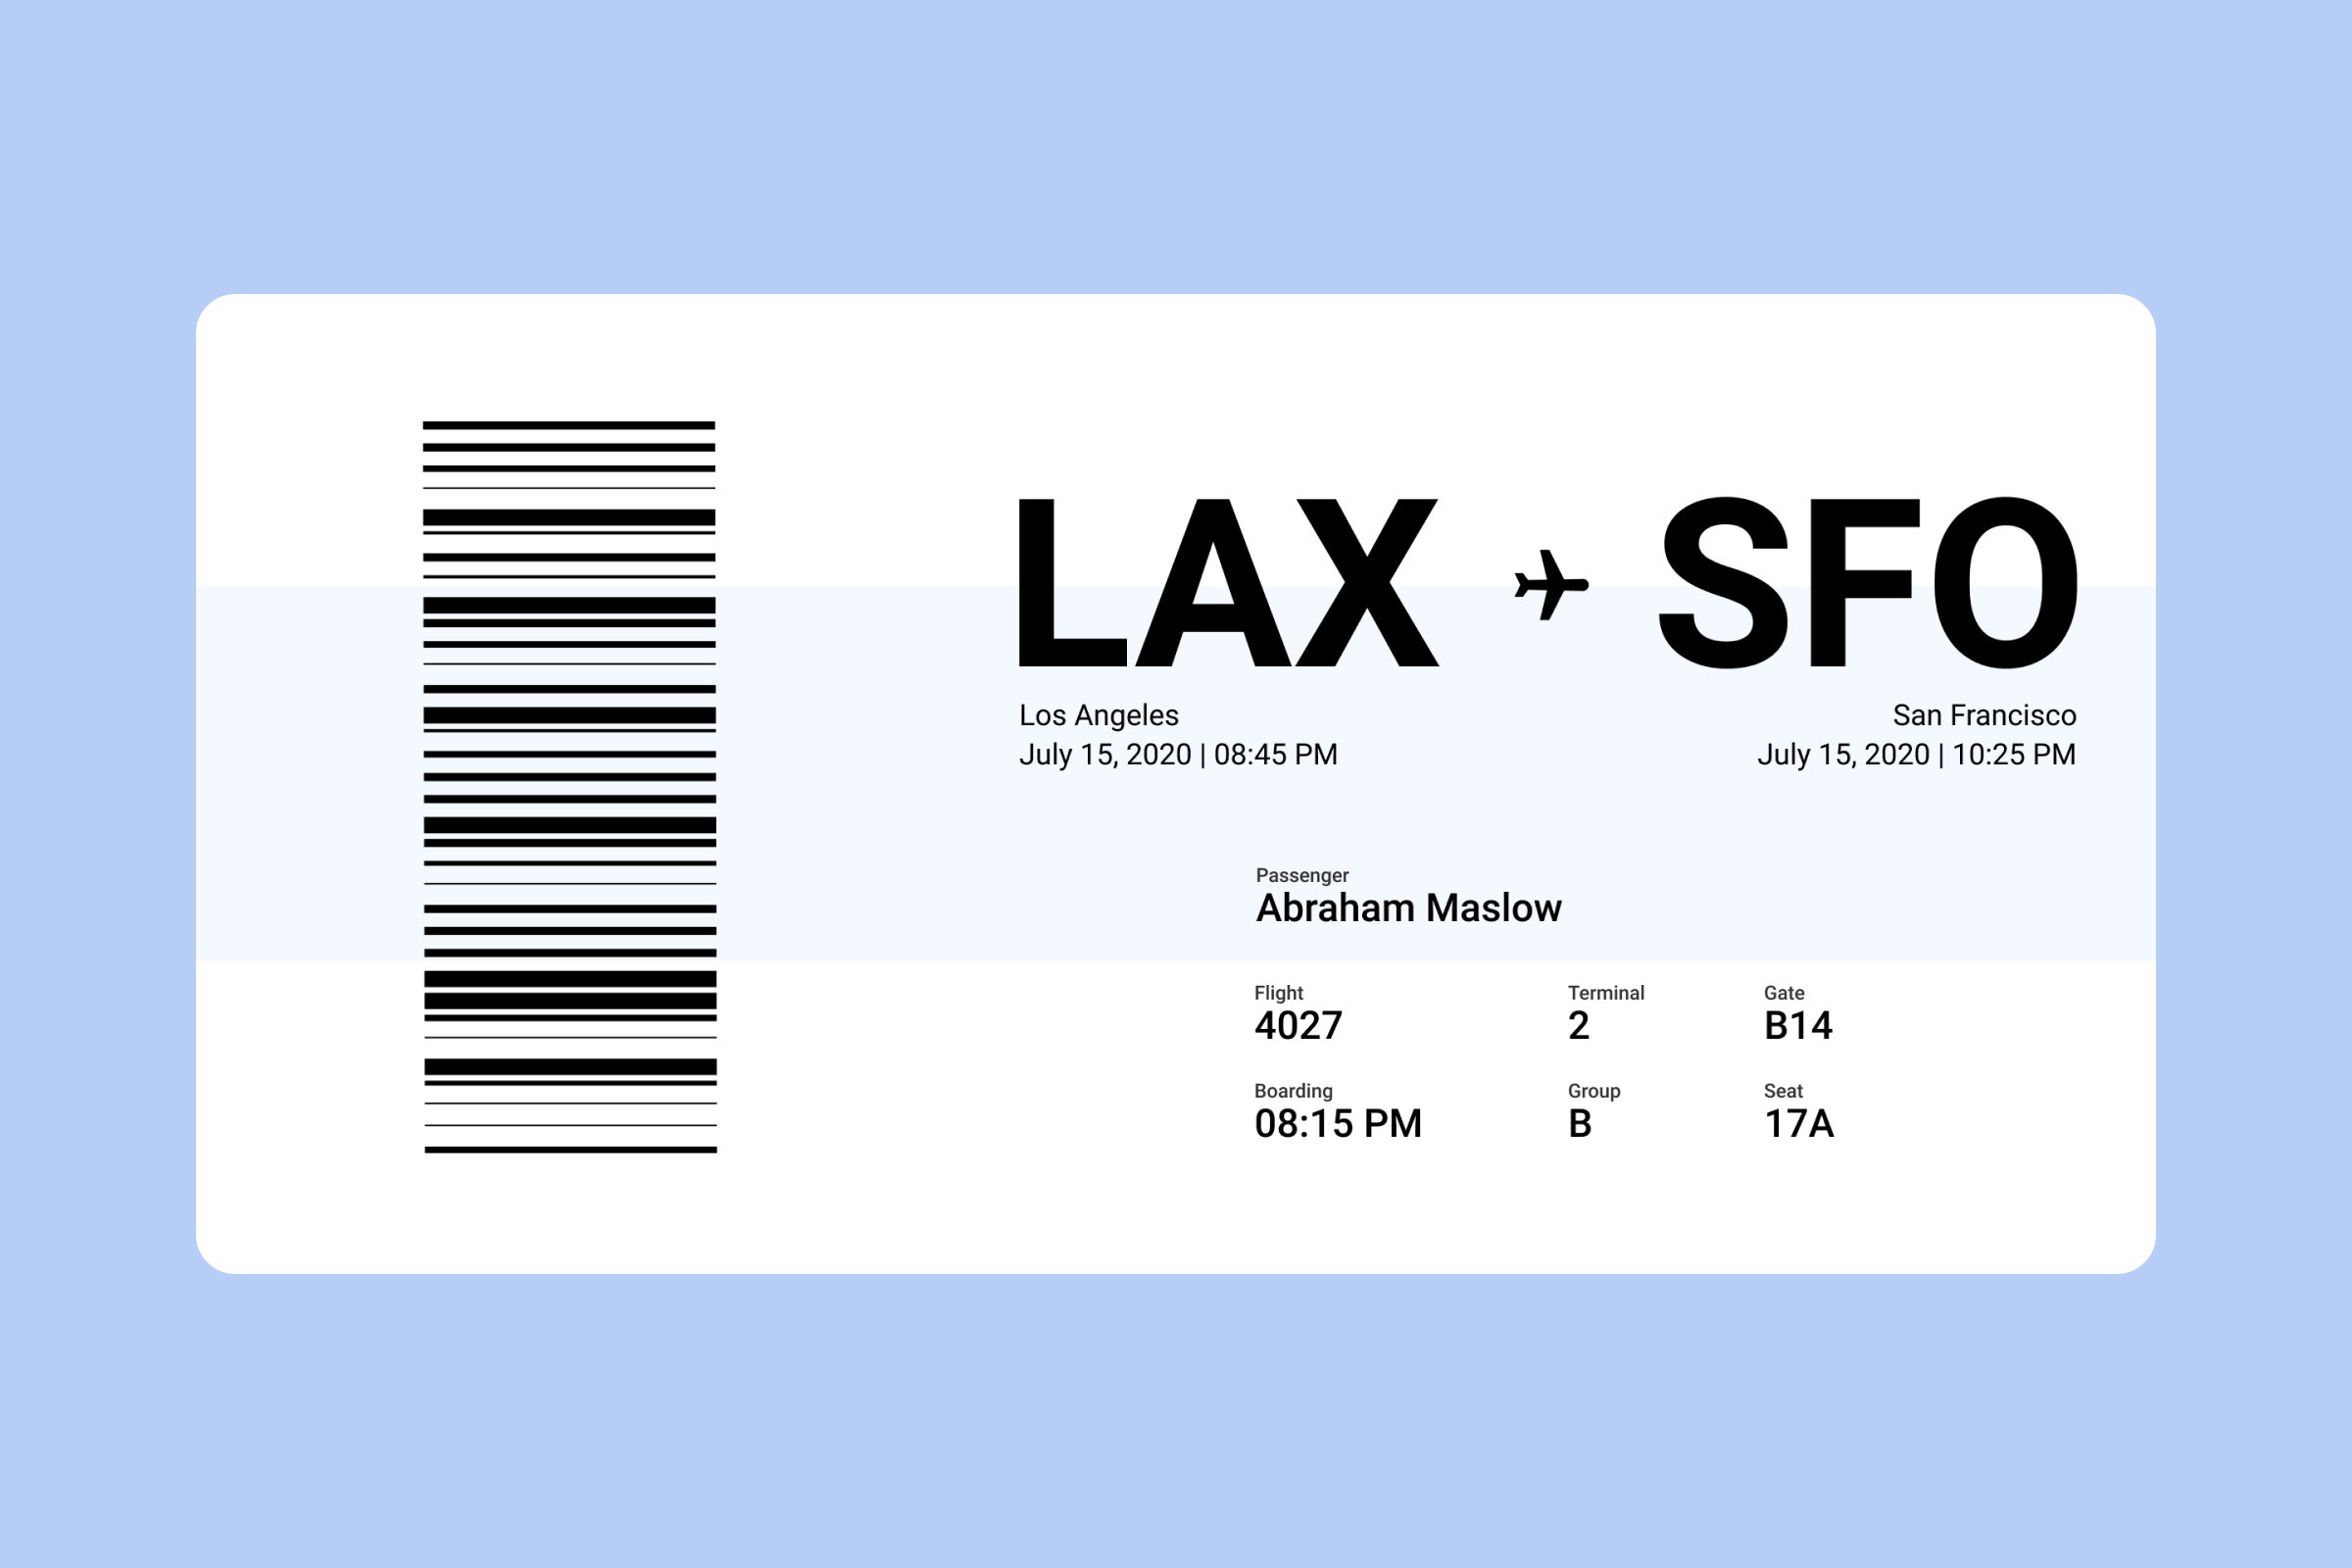 LAX SFO
Los Angeles San Francisco
July 15, 2020 | 08:45 PM July 15, 2020 | 10:25 PM
Passenger
Abraham Maslow
Flight Terminal Gate
4027 2 B14
Boarding Group Seat
08:15 PM B 17A